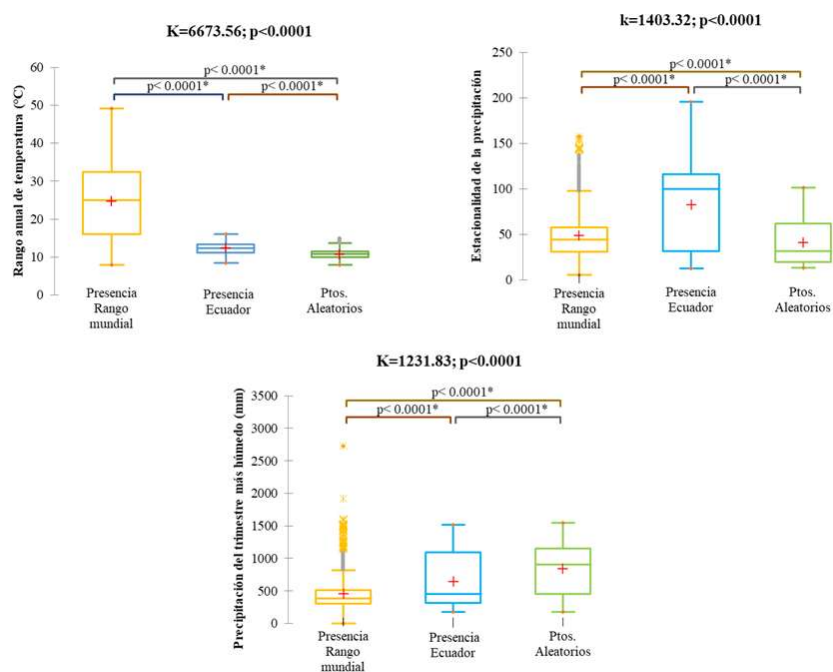 K=6673.56; p<0.0001
Rango anual de temperatura (°C)
60
50
40
30
20
10
0
p< 0.0001*
p< 0.0001*
p< 0.0001*
Presencia
Rango
mundial
Presencia
Ecuador
Ptos.
Aleatorios
k=1403.32; p<0.0001
Estacionalidad de la precipitación
250
200
150
100
50
0
p< 0.0001*
p< 0.0001*
p< 0.0001*
Presencia
Rango
mundial
Presencia
Ecuador
Ptos.
Aleatorios
K=1231.83; p<0.0001
Precipitación del trimestre más húmedo (mm)
3500
3000
2500
2000
1500
1000
500
0
p< 0.0001*
p< 0.0001*
p< 0.0001*
Presencia
Rango
mundial
Presencia
Ecuador
Ptos.
Aleatorios